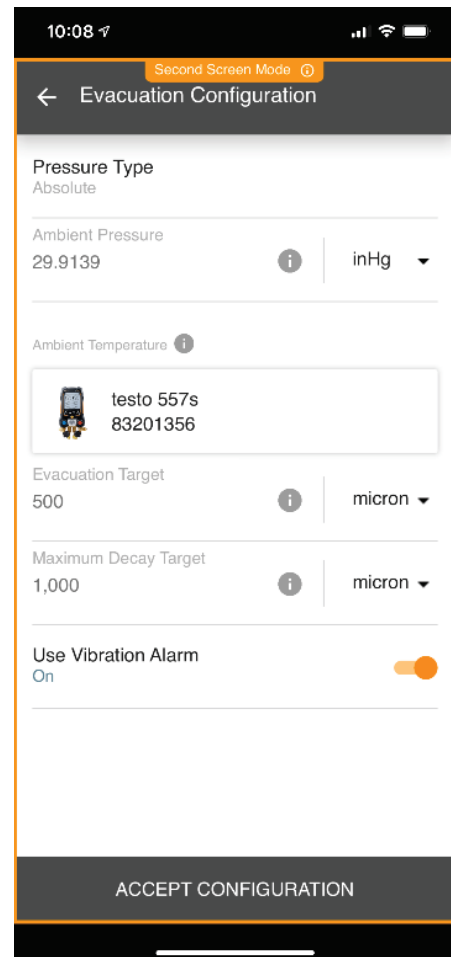 10:08
Second Screen Mode
Evacuation Configuration
Pressure Type
Absolute
Ambient Pressure
29.9139
inHg
Ambient Temperature
testo 557s
83201356
Evacuation Target
500
micron
Maximum Decay Target
1,000
micron
Use Vibration Alarm
On
ACCEPT CONFIGURATION